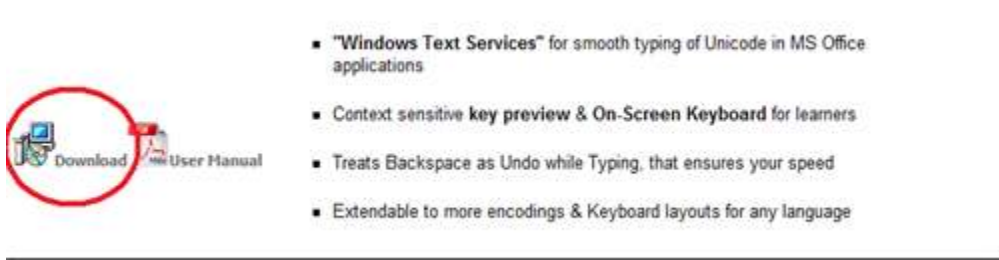 "Windows Text Services" for smooth typing of Unicode in MS Office
applications
Context sensitive key preview & On-Screen Keyboard for learners
Download
User Manual
Treats Backspace as Undo while Typing, that ensures your speed
Extendable to more encodings & Keyboard layouts for any language